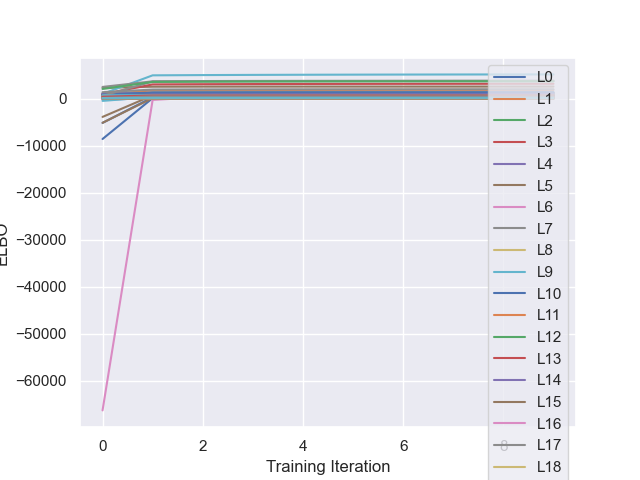 0
−10000
−20000
−30000
−40000
−50000
−60000
ELBO
0 2 4 6 8
Training Iteration
L0
L1
L2
L3
L4
L5
L6
L7
L8
L9
L10
L11
L12
L13
L14
L15
L16
L17
L18